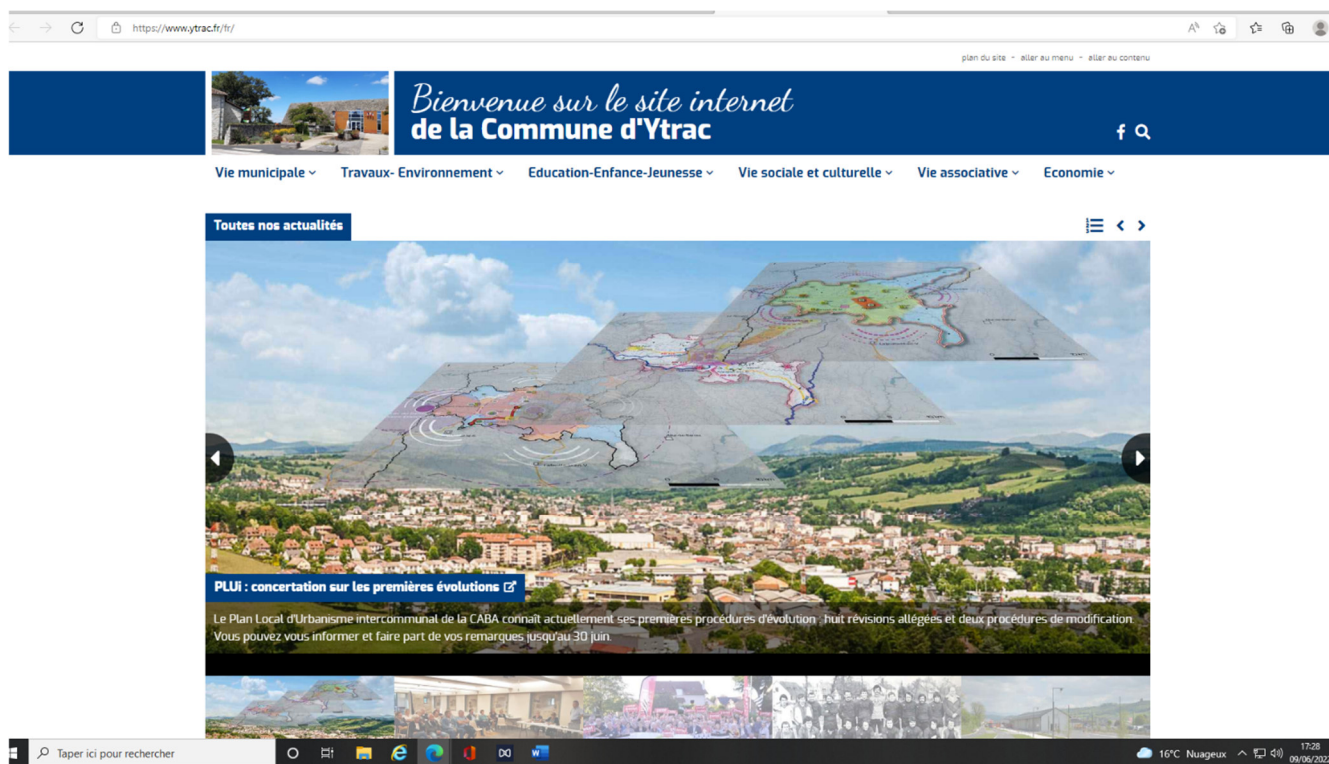 https://www.ytrac.fr/fr/
plan du site - aller au menu - aller au contenu
Bienvenue sur le site internet
de la Commune d'Ytrac
Vie municipale Travaux- Environnement Education-Enfance-Jeunesse Vie sociale et culturelle Vie associative Economie
Toutes nos actualités
PLUi : concertation sur les premières évolutions
Le Plan Local d'Urbanisme intercommunal de la CABA connaît actuellement ses premières procédures d'évolution : huit révisions allégées et deux procédures de modification.
Vous pouvez vous informer et faire part de vos remarques jusqu'au 30 juin.
Taper ici pour rechercher
16°C Nuageux
17:28
09/06/2022